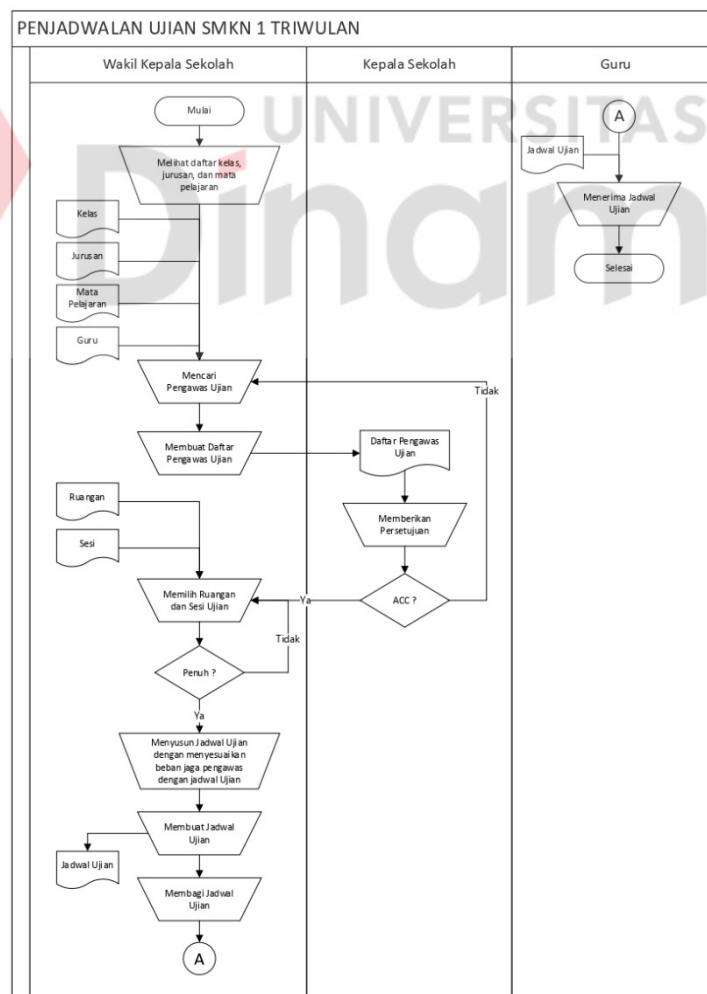 PENJADWALAN UJIAN SMKN 1 TRIWULAN
Wakil Kepala Sekolah
Kepala Sekolah
Guru
UNIVERSITAS
Dinam
Mulai
Melihat daftar kelas,
jurusan, dan mata
pelajaran
Kelas
Jurusan
Mata
Pelajaran
Guru
Mencari
Pengawas Ujian
Membuat Daftar
Pengawas Ujian
Ruangan
Sesi
Memilih Ruangan
dan Sesi Ujian
Tidak
Penuh ?
Ya
Menyusun Jadwal Ujian
dengan menyesuaikan
beban jaga pengawas
dengan jadwal Ujian
Membuat Jadwal
Ujian
Jadwal Ujian
Membagi Jadwal
Ujian
A
Tidak
Daftar Pengawas
Ujian
Memberikan
Persetujuan
ACC ?
Ya
A
Jadwal Ujian
Menerima Jadwal
Ujian
Selesai